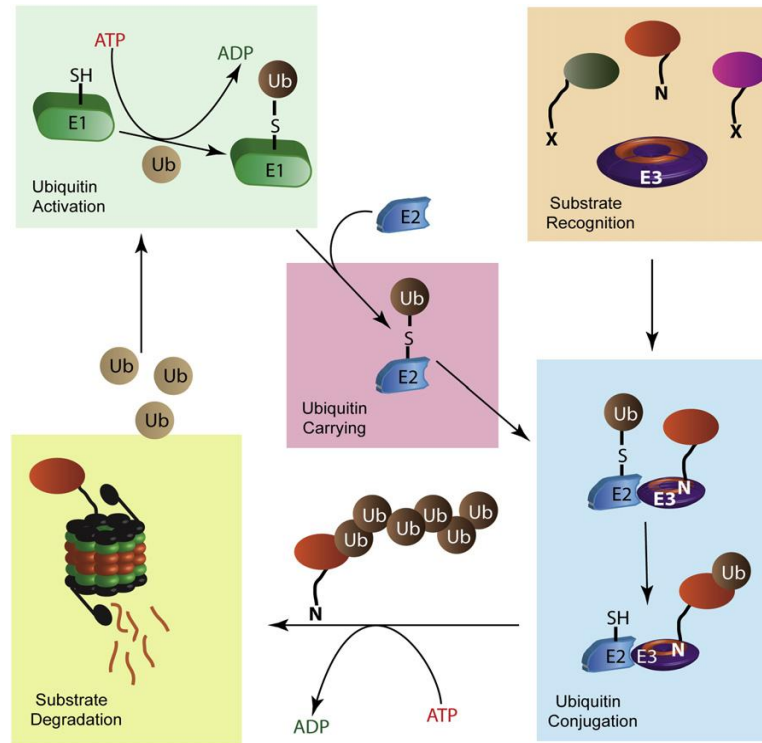 ATP
ADP
SH
E1
Ub
Ub
S
E1
Ubiquitin
Activation
X
N
X
E3
Substrate
Recognition
E2
Ub
S
E2
Ubiquitin
Carrying
Ub
S
E2
E3
N
SH
E2
E3
N
Ub
Ubiquitin
Conjugation
Ub
Ub
Ub
Ub
Ub
Ub
N
ATP
ADP
Substrate
Degradation
Ub
Ub
Ub